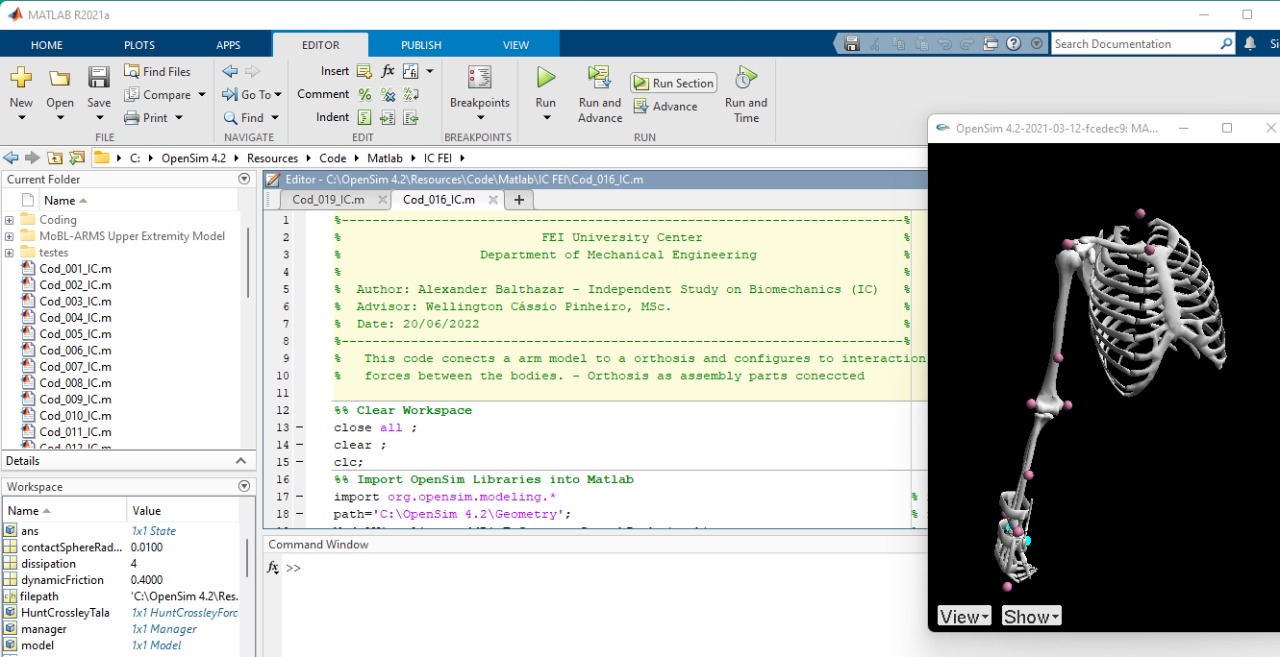 MATLAB R2021a
HOME PLOTS APPS EDITOR PUBLISH VIEW
Search Documentation
New Open Save
Find Files
Compare
Print
FILE
Go To
Find
NAVIGATE
Insert
Comment
Indent
EDIT
Breakpoints
BREAKPOINTS
Run
Run and Advance
Run Section
Advance
Run and Time
RUN
C: OpenSim 4.2 Resources Code Matlab IC FEI
Current Folder
Name
Coding
MoBL-ARMS Upper Extremity Model
testes
Cod_001_IC.m
Cod_002_IC.m
Cod_003_IC.m
Cod_004_IC.m
Cod_005_IC.m
Cod_006_IC.m
Cod_007_IC.m
Cod_008_IC.m
Cod_009_IC.m
Cod_010_IC.m
Cod_011_IC.m
Cod_012_IC.m
Details
Workspace
Name Value
ans 1x1 State
contactSphereRad... 0.0100
dissipation 4
dynamicFriction 0.4000
filepath 'C:\OpenSim 4.2\Res.
HuntCrossleyTala 1x1 HuntCrossleyForc
manager 1x1 Manager
model 1x1 Model
Editor - C:\OpenSim 4.2\Resources\Code\Matlab\IC FEI\Cod_016_IC.m
Cod_019_IC.m Cod_016_IC.m
1 %--------------------------------------------------------------------------%
2 % FEI University Center %
3 % Department of Mechanical Engineering %
4 % %
5 % Author: Alexander Balthazar - Independent Study on Biomechanics (IC) %
6 % Advisor: Wellington Cássio Pinheiro, MSc. %
7 % Date: 20/06/2022 %
8 %--------------------------------------------------------------------------%
9 % This code conects a arm model to a orthosis and configures to interaction
10 % forces between the bodies. - Orthosis as assembly parts coneccted
11
12 %% Clear Workspace
13 close all ;
14 clear ;
15 clc;
16 %% Import OpenSim Libraries into Matlab
17 import org.opensim.modeling.* %
18 path='C:\OpenSim 4.2\Geometry'; %
Command Window
fx >>
OpenSim 4.2-2021-03-12-fcedec9: MA...
View Show